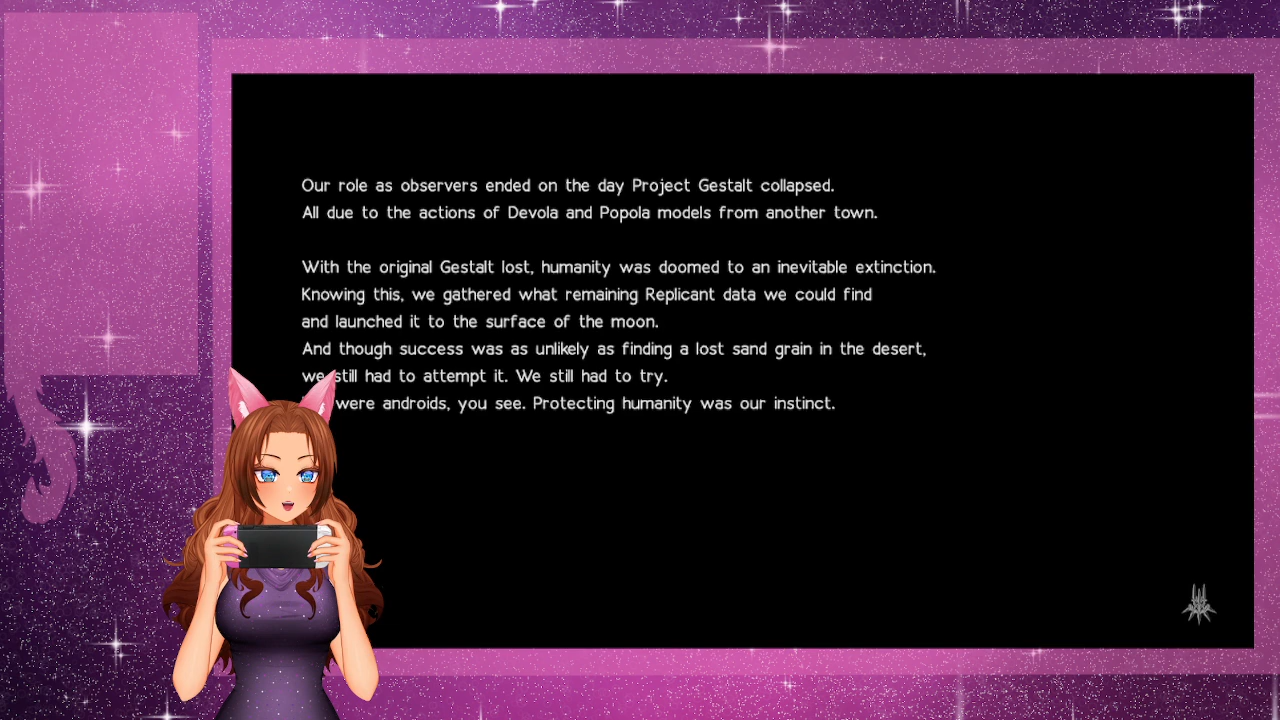 Our role as observers ended on the day Project Gestalt collapsed.
All due to the actions of Devola and Popola models from another town.
With the original Gestalt lost, humanity was doomed to an inevitable extinction.
Knowing this, we gathered what remaining Replicant data we could find
and launched it to the surface of the moon.
And though success was as unlikely as finding a lost sand grain in the desert,
we still had to attempt it. We still had to try.
were androids, you see. Protecting humanity was our instinct.